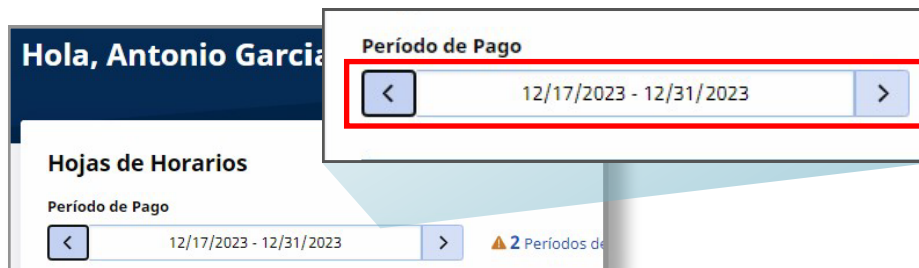 Hola, Antonio Garcia
Período de Pago
12/17/2023 - 12/31/2023
Hojas de Horarios
Período de Pago
12/17/2023 - 12/31/2023
2 Períodos de